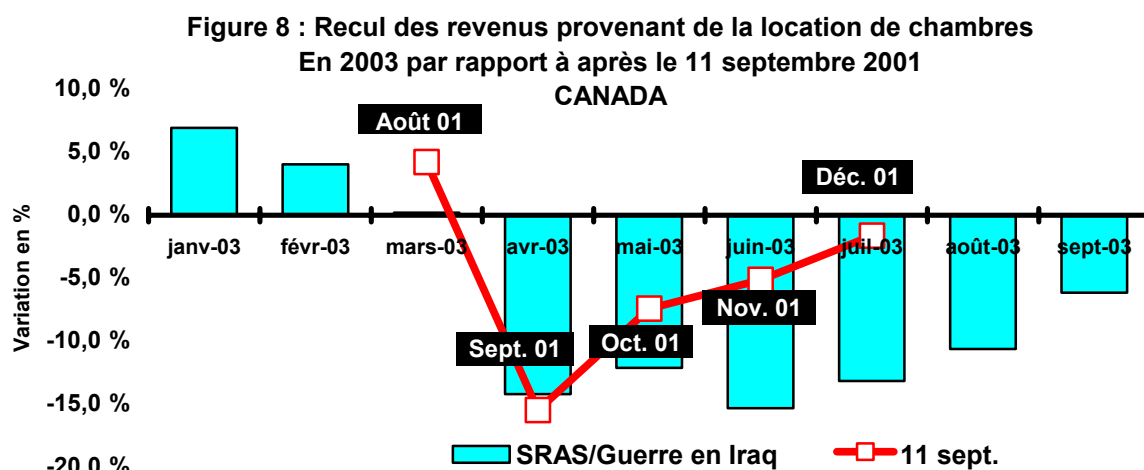 Figure 8 : Recul des revenus provenant de la location de chambres
En 2003 par rapport à après le 11 septembre 2001
CANADA
10,0 %
5,0 %
0,0 %
-5,0 %
-10,0 %
-15,0 %
-20,0 %
Variation en %
Août 01
Déc. 01
janv-03 févr-03 mars-03 avr-03 mai-03 juin-03 juil-03 août-03 sept-03
Sept. 01 Oct. 01 Nov. 01
SRAS/Guerre en Iraq 11 sept.